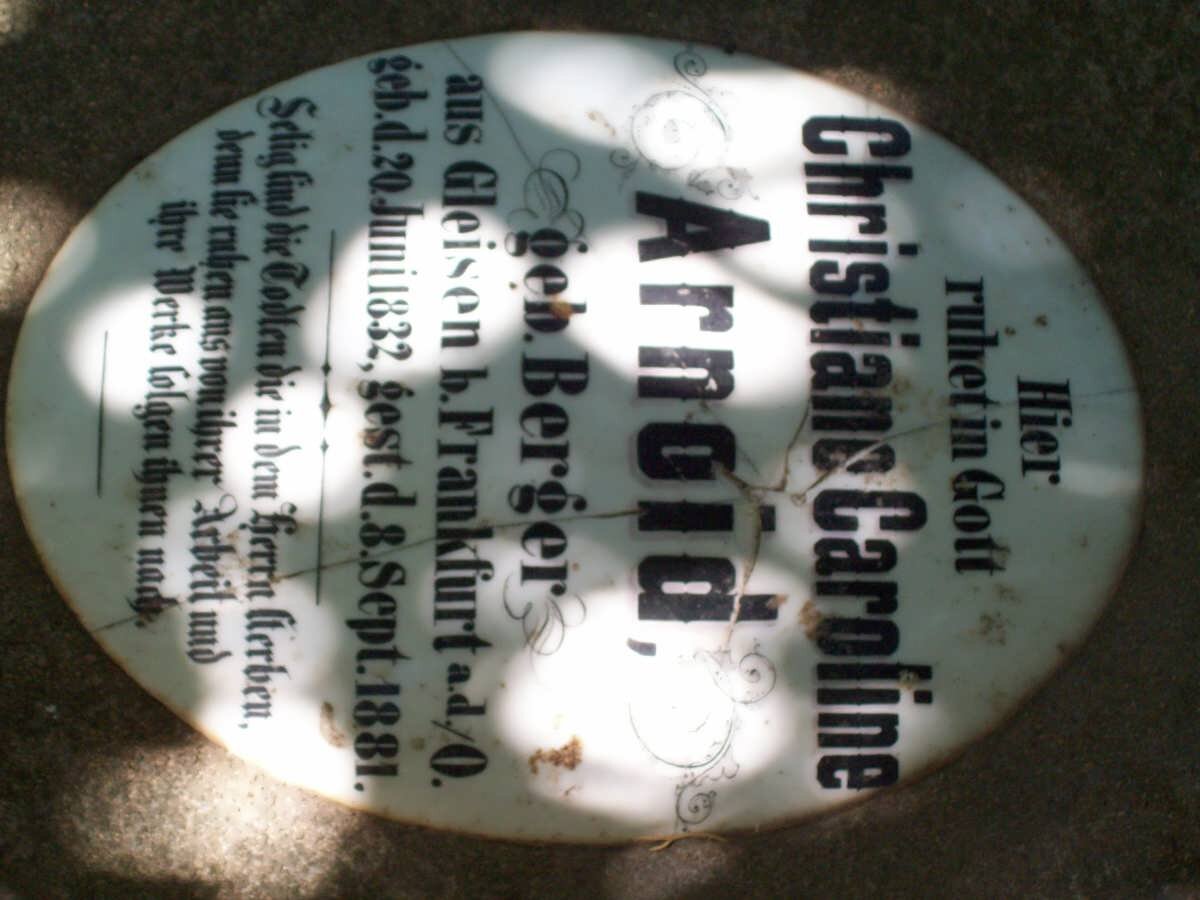 Hier
ruhet in Gott
Christiane Caroline
Arnold,
geb. Berger
aus Gleisen b. Frankfurt a.d./O.
geb. d. 20. Juni 1832, gest. d. 8. Sept. 1881.
Selig sind die Todten die in dem Herrn sterben,
denn sie ruhen aus von ihrer Arbeit und
ihre Werke folgen ihnen nach.